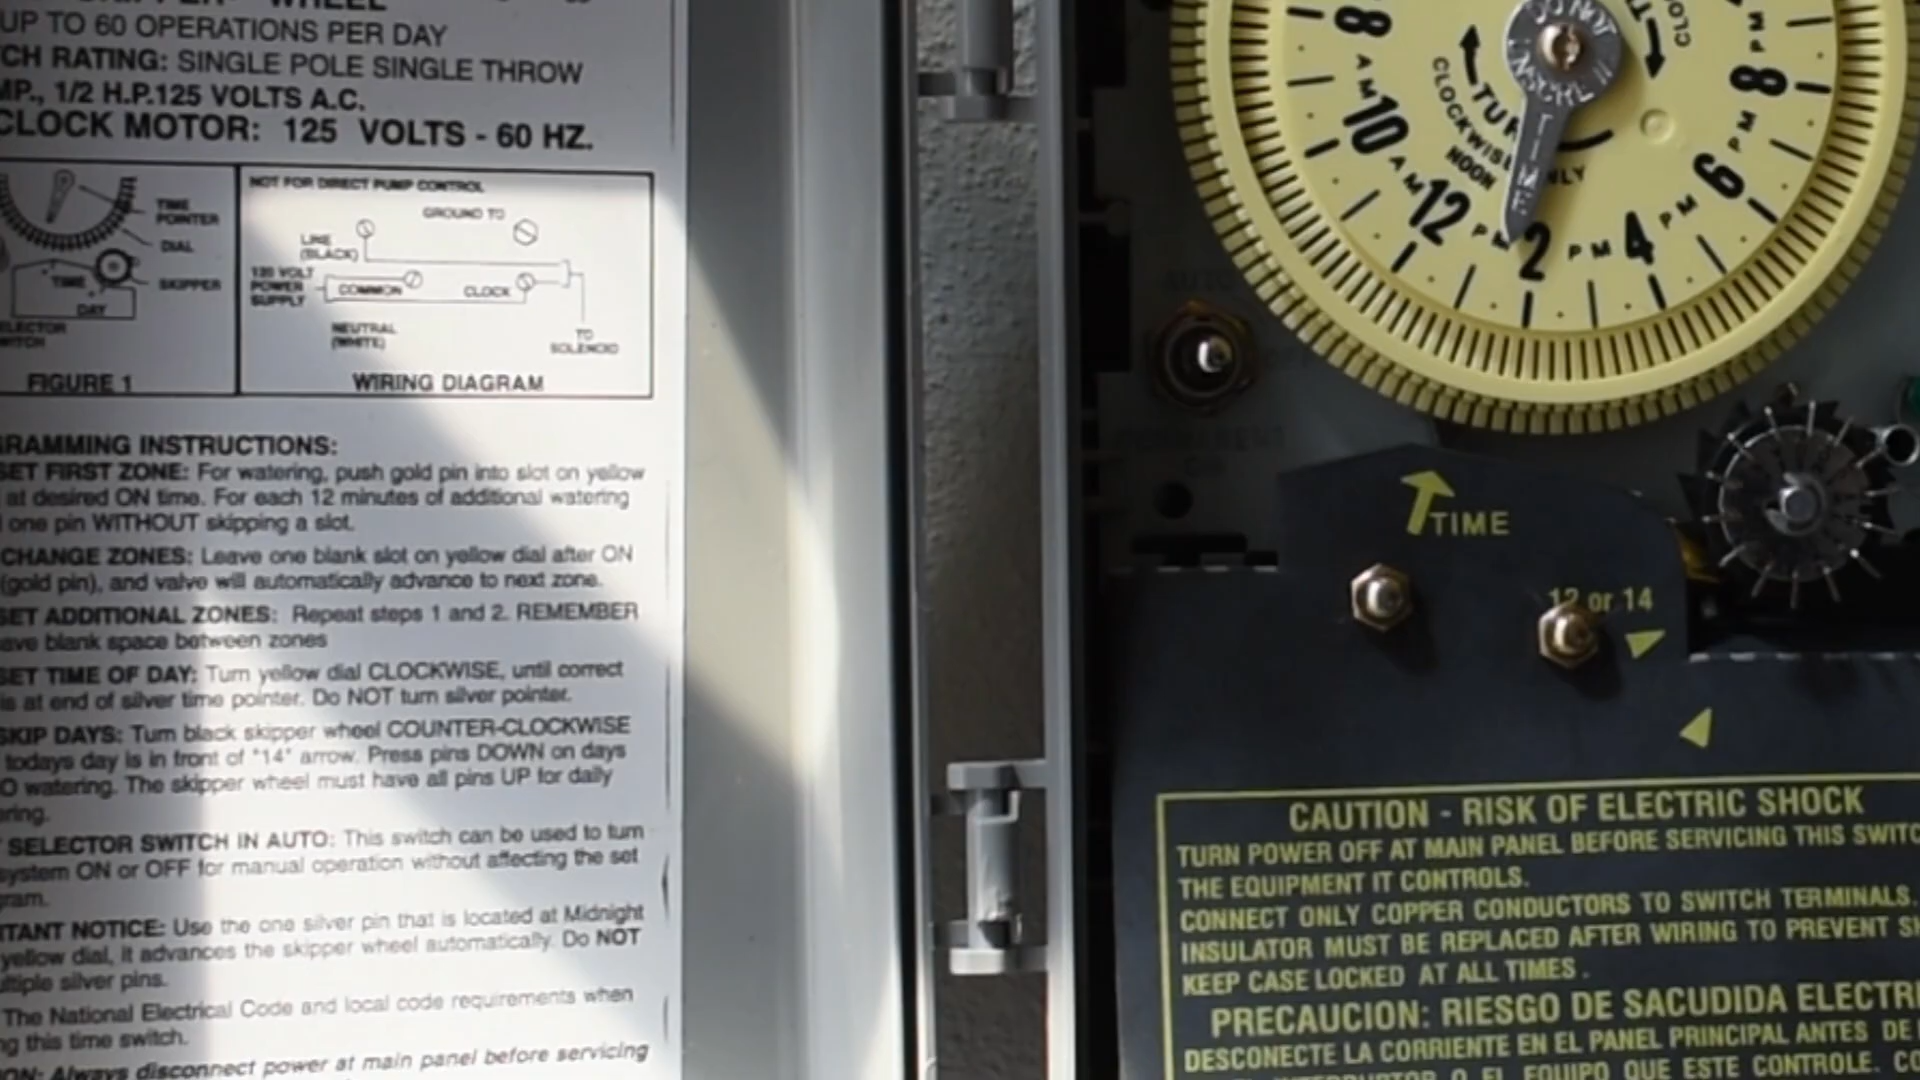 WHEEL
UP TO 60 OPERATIONS PER DAY
CH RATING: SINGLE POLE SINGLE THROW
MP., 1/2 H.P.125 VOLTS A.C.
CLOCK MOTOR: 125 VOLTS - 60 HZ.
TIME
POINTER
DIAL
SKIPPER
TIME
DAY
FIGURE 1
NOT FOR DIRECT PUMP CONTROL
GROUND TO
LINE
(BLACK)
120 VOLT
POWER
SUPPLY
COMMON
CLOCK
NEUTRAL
(WHITE)
TO
SOLENOID
WIRING DIAGRAM
GRAMMING INSTRUCTIONS:
SET FIRST ZONE: For watering, push gold pin into slot on yellow
at desired ON time. For each 12 minutes of additional watering
one pin WITHOUT skipping a slot.
CHANGE ZONES: Leave one blank slot on yellow dial after ON
(gold pin), and valve will automatically advance to next zone.
SET ADDITIONAL ZONES: Repeat steps 1 and 2. REMEMBER
ave blank space between zones
SET TIME OF DAY: Turn yellow dial CLOCKWISE, until correct
is at end of silver time pointer. Do NOT turn silver pointer.
SKIP DAYS: Turn black skipper wheel COUNTER-CLOCKWISE
todays day is in front of "14" arrow. Press pins DOWN on days
O watering. The skipper wheel must have all pins UP for daily
ering.
SELECTOR SWITCH IN AUTO: This switch can be used to turn
system ON or OFF for manual operation without affecting the set
gram.
TANT NOTICE: Use the one silver pin that is located at Midnight
yellow dial, it advances the skipper wheel automatically. Do NOT
ltiple silver pins.
The National Electrical Code and local code requirements when
ng this time switch.
ON: Always disconnect power at main panel before servicing
8 AM 10 AM 12 PM 2 PM 4 PM 6 PM 8 PM
CLOCKWISE
NOON
DO NOT
TIME
TIME
12 or 14
CAUTION - RISK OF ELECTRIC SHOCK
TURN POWER OFF AT MAIN PANEL BEFORE SERVICING THIS SWITC
THE EQUIPMENT IT CONTROLS.
CONNECT ONLY COPPER CONDUCTORS TO SWITCH TERMINALS.
INSULATOR MUST BE REPLACED AFTER WIRING TO PREVENT S
KEEP CASE LOCKED AT ALL TIMES.
PRECAUCION: RIESGO DE SACUDIDA ELECTRI
DESCONECTE LA CORRIENTE EN EL PANEL PRINCIPAL ANTES DE
INTERRUPTOR O EL EQUIPO QUE ESTE CONTROLE. CO